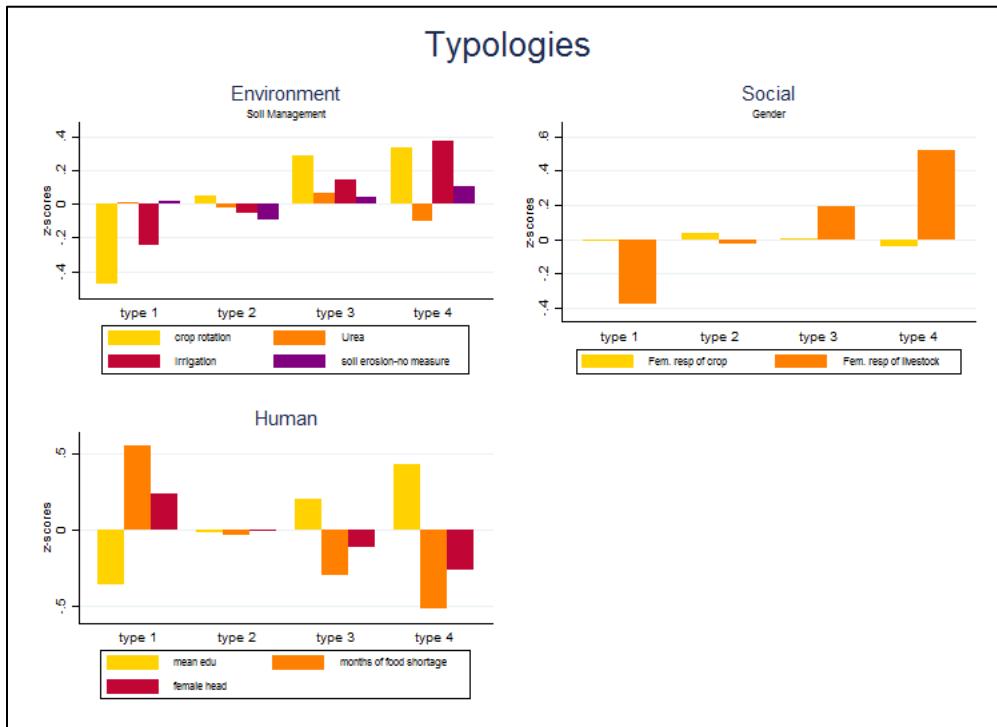 Typologies
Environment
Soil Management
z-scores
.4
.2
0
-.2
-.4
type 1 type 2 type 3 type 4
crop rotation Urea
Irrigation soil erosion-no measure
Social
Gender
z-scores
.6
.4
.2
0
-.2
-.4
type 1 type 2 type 3 type 4
Fem. resp of crop Fem. resp of livestock
Human
z-scores
.5
0
-.5
type 1 type 2 type 3 type 4
mean edu months of food shortage
female head